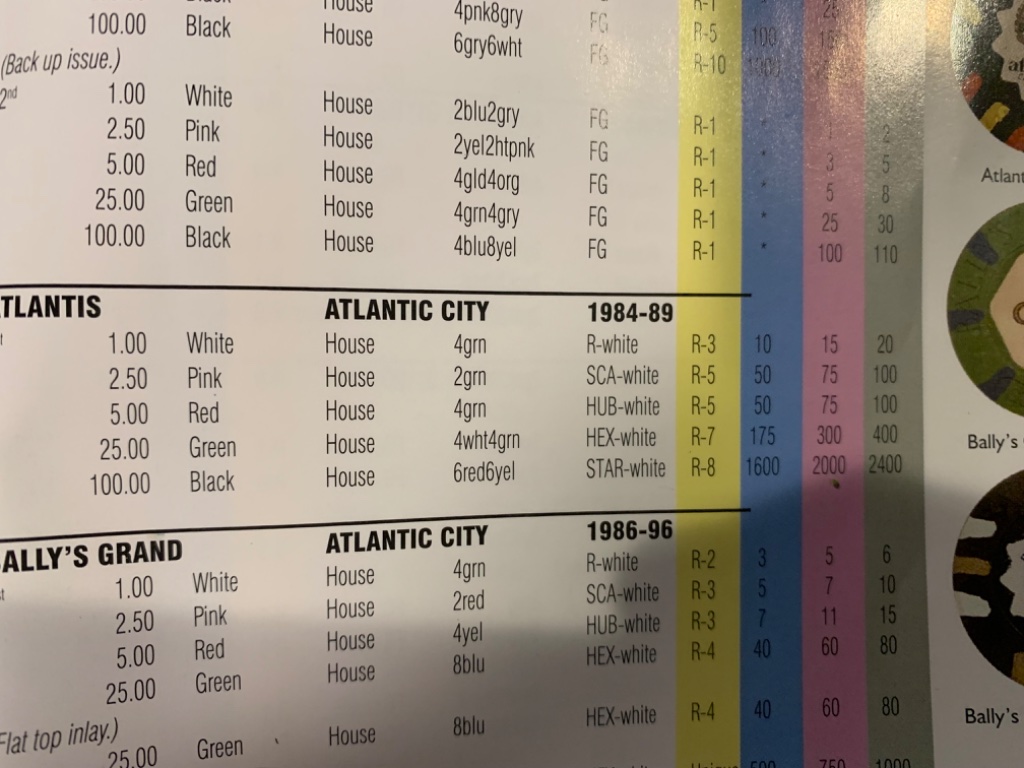 R-1 * 25
House 4pnk8gry FG R-5 100
100.00 Black House 6gry6wht FG R-10 1000
(Back up issue.)
2nd 1.00 White House 2blu2gry FG R-1 * 1 2
2.50 Pink House 2yel2htpnk FG R-1 * 3 5
5.00 Red House 4gld4org FG R-1 * 5 8
25.00 Green House 4grn4gry FG R-1 * 25 30
100.00 Black House 4blu8yel FG R-1 * 100 110
TLANTIS ATLANTIC CITY 1984-89
1.00 White House 4grn R-white R-3 10 15 20
2.50 Pink House 2grn SCA-white R-5 50 75 100
5.00 Red House 4grn HUB-white R-5 50 75 100
25.00 Green House 4wht4grn HEX-white R-7 175 300 400
100.00 Black House 6red6yel STAR-white R-8 1600 2000 2400
ALLY'S GRAND ATLANTIC CITY 1986-96
1.00 White House 4grn R-white R-2 3 5 6
2.50 Pink House 2red SCA-white R-3 5 7 10
5.00 Red House 4yel HUB-white R-3 7 11 15
25.00 Green House 8blu HEX-white R-4 40 60 80
Flat top inlay.)
25.00 Green House 8blu HEX-white R-4 40 60 80
500 750 1000
Atlant
Bally's
Bally's